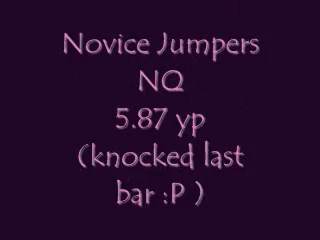 Novice Jumpers
NQ
5.87 yp
(knocked last
bar :P )